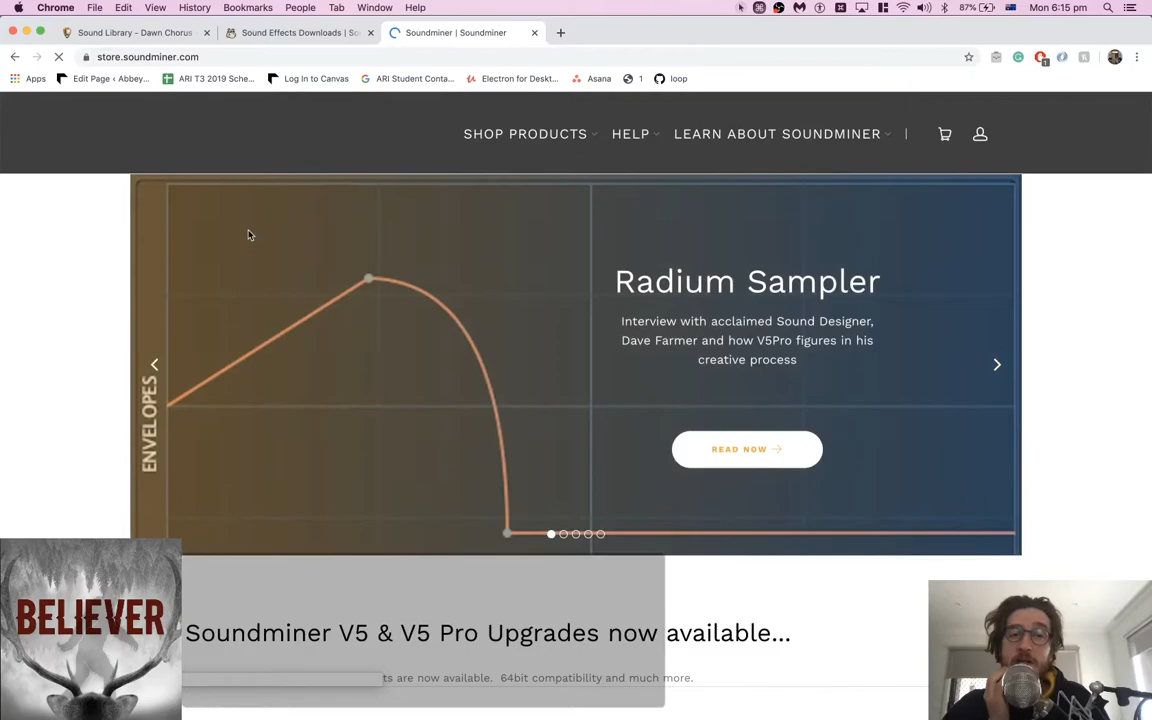 Chrome File Edit View History Bookmarks People Tab Window Help 87% Mon 6:15 pm
Sound Library - Dawn Chorus Sound Effects Downloads | So Soundminer | Soundminer
store.soundminer.com
Apps Edit Page ‹ Abbey... ARI T3 2019 Sche... Log In to Canvas ARI Student Conta... Electron for Deskt... Asana 1 loop
SHOP PRODUCTS HELP LEARN ABOUT SOUNDMINER |
ENVELOPES
Radium Sampler
Interview with acclaimed Sound Designer,
Dave Farmer and how V5Pro figures in his
creative process
READ NOW
BELIEVER
Soundminer V5 & V5 Pro Upgrades now available...
ts are now available. 64bit compatibility and much more.